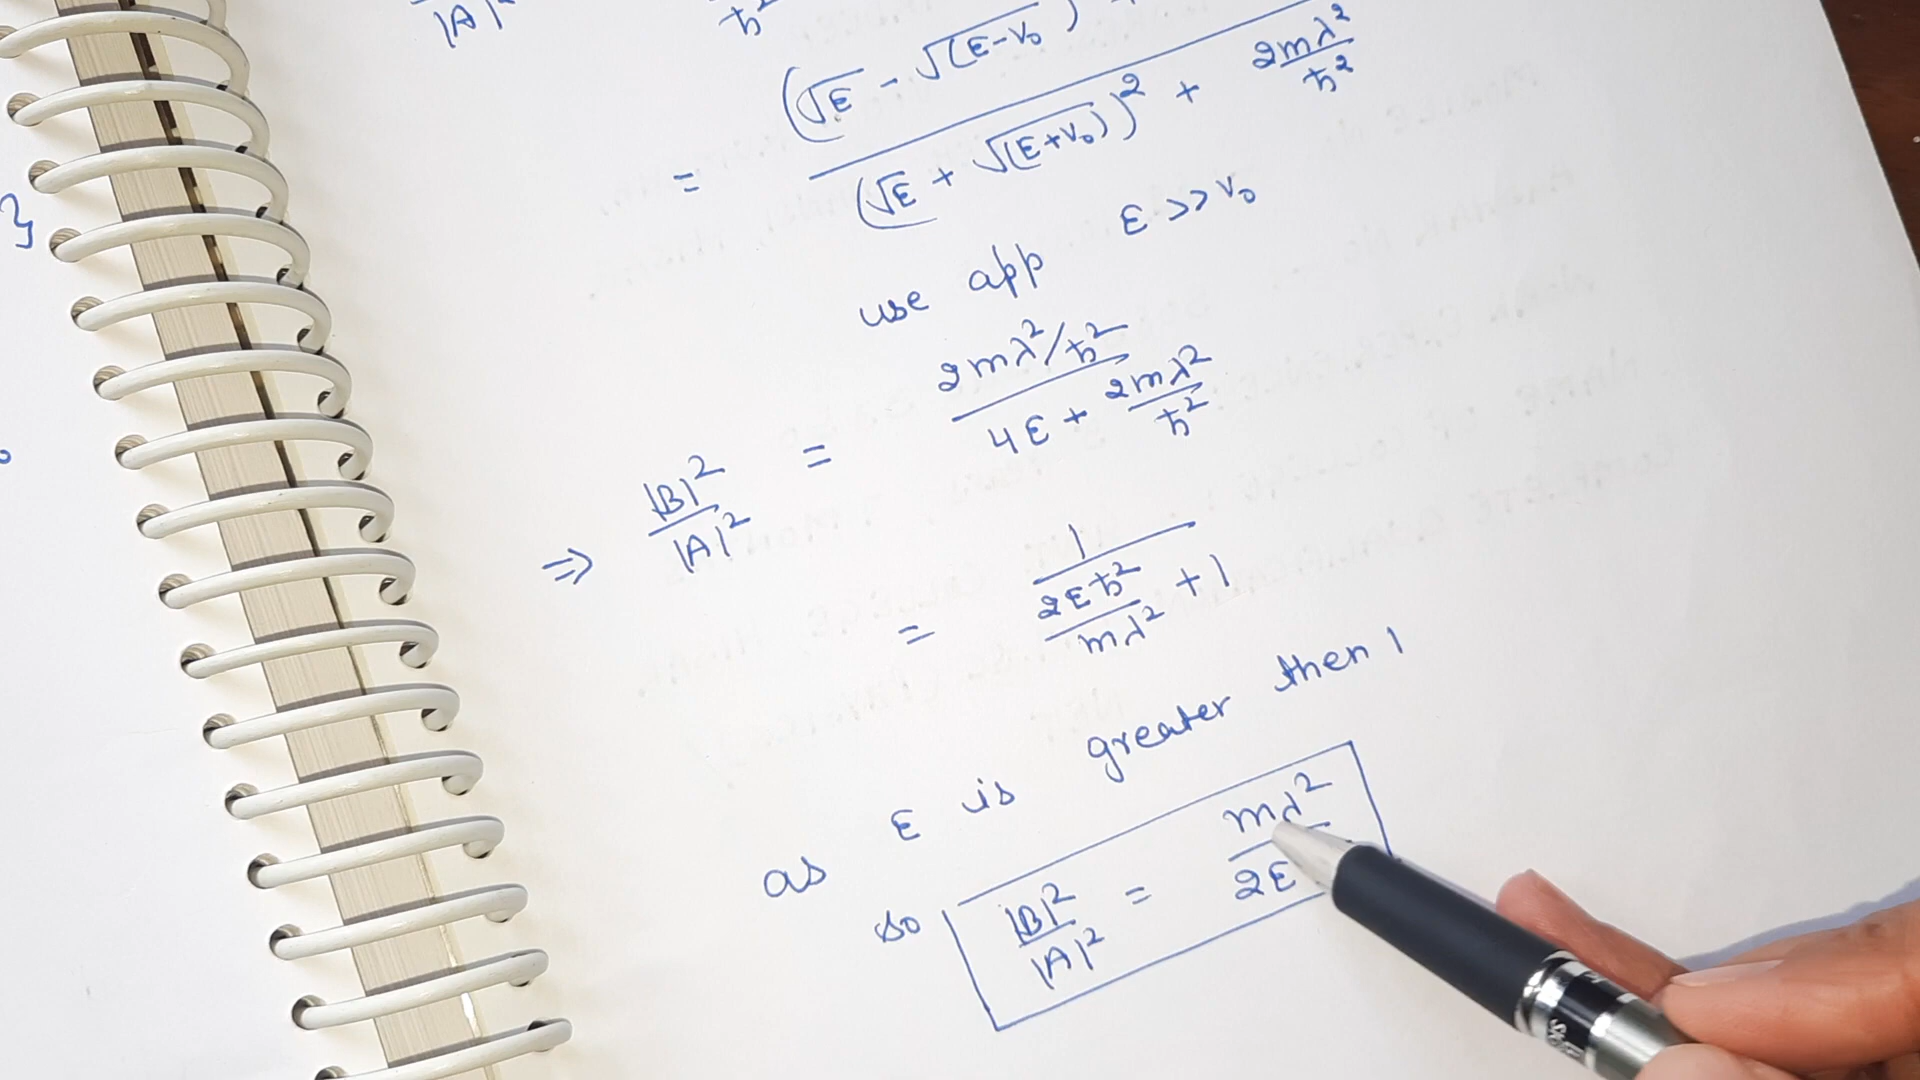 |A|² ħ²
= (√E - √(E-V₀)) / (√E + √(E+V₀))² + 2mλ²/ħ²
use app E >> V₀
⇒ |B|²/|A|² = (2mλ²/ħ²) / (4E + 2mλ²/ħ²)
= 1 / (2Eħ²/mλ² + 1)
as E is greater then 1
so |B|²/|A|² = mλ²/2E